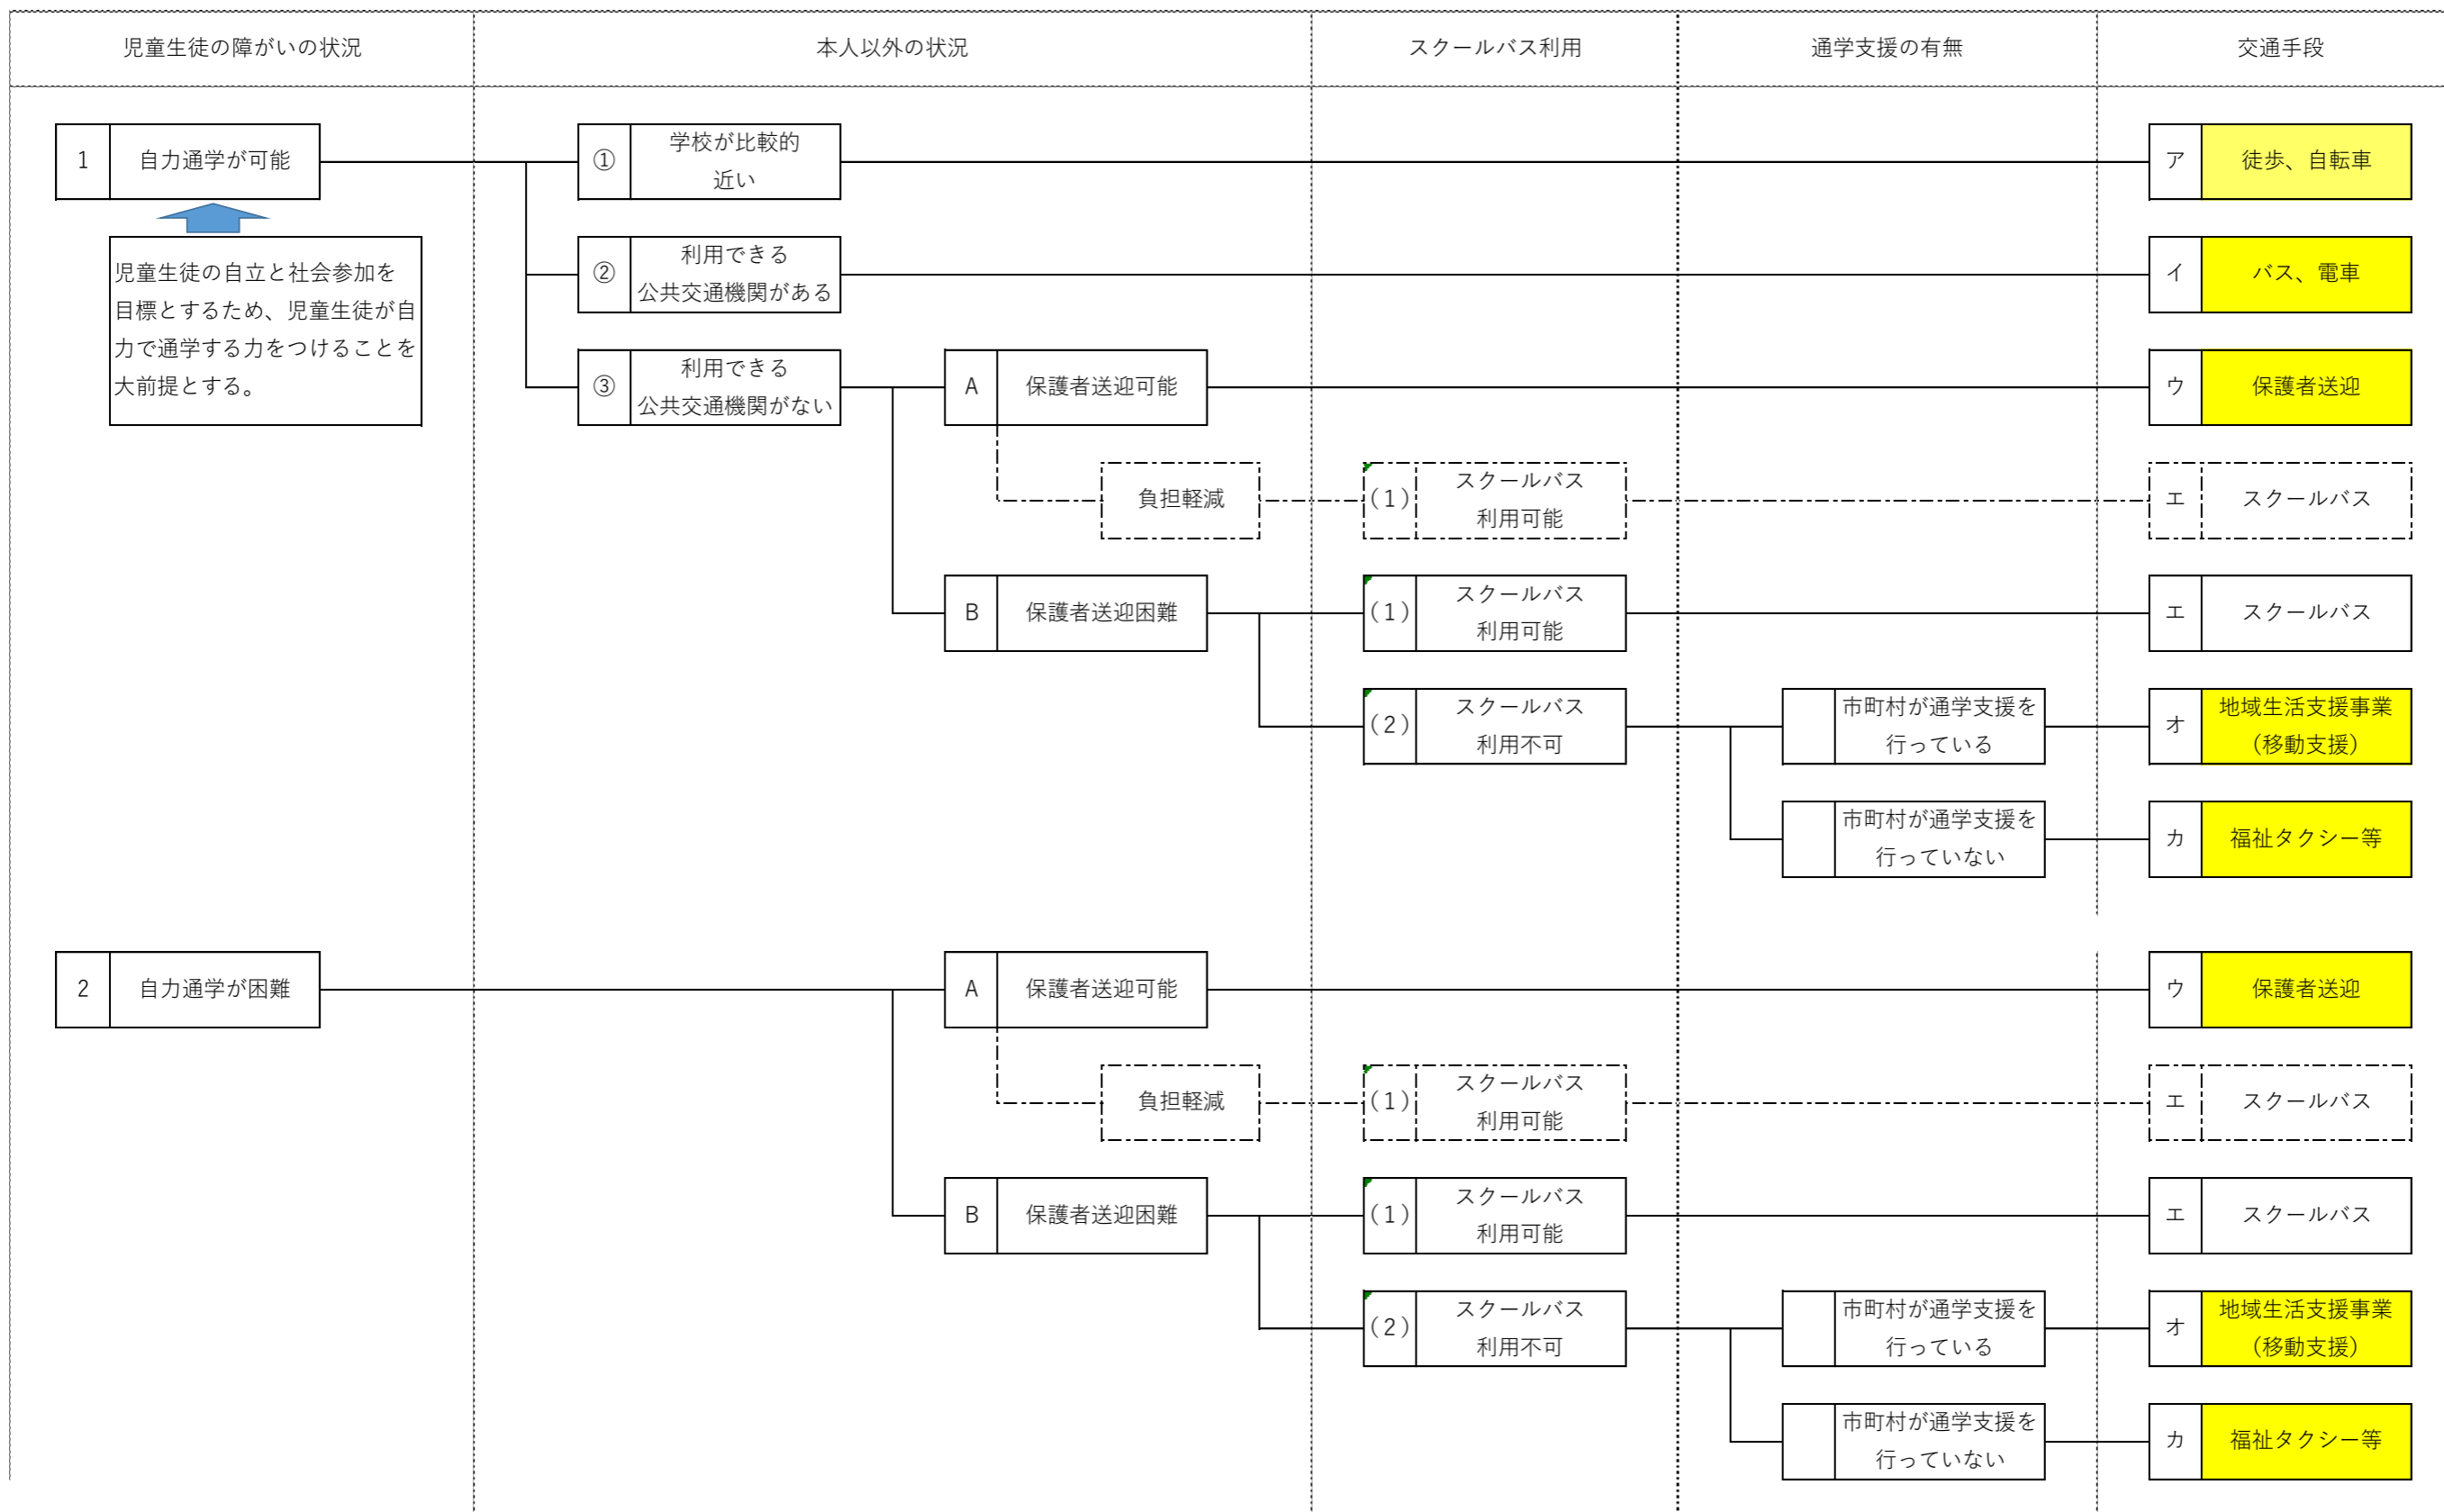 児童生徒の障がいの状況
本人以外の状況
スクールバス利用
通学支援の有無
交通手段
1
自力通学が可能
①
学校が比較的
近い
ア
徒歩、自転車
児童生徒の自立と社会参加を
目標とするため、児童生徒が自
力で通学する力をつけることを
大前提とする。
②
利用できる
公共交通機関がある
イ
バス、電車
③
利用できる
公共交通機関がない
A
保護者送迎可能
ウ
保護者送迎
負担軽減
(1)
スクールバス
利用可能
エ
スクールバス
B
保護者送迎困難
(1)
スクールバス
利用可能
エ
スクールバス
(2)
スクールバス
利用不可
市町村が通学支援を
行っている
オ
地域生活支援事業
（移動支援）
市町村が通学支援を
行っていない
カ
福祉タクシー等
2
自力通学が困難
A
保護者送迎可能
ウ
保護者送迎
負担軽減
(1)
スクールバス
利用可能
エ
スクールバス
B
保護者送迎困難
(1)
スクールバス
利用可能
エ
スクールバス
(2)
スクールバス
利用不可
市町村が通学支援を
行っている
オ
地域生活支援事業
（移動支援）
市町村が通学支援を
行っていない
カ
福祉タクシー等